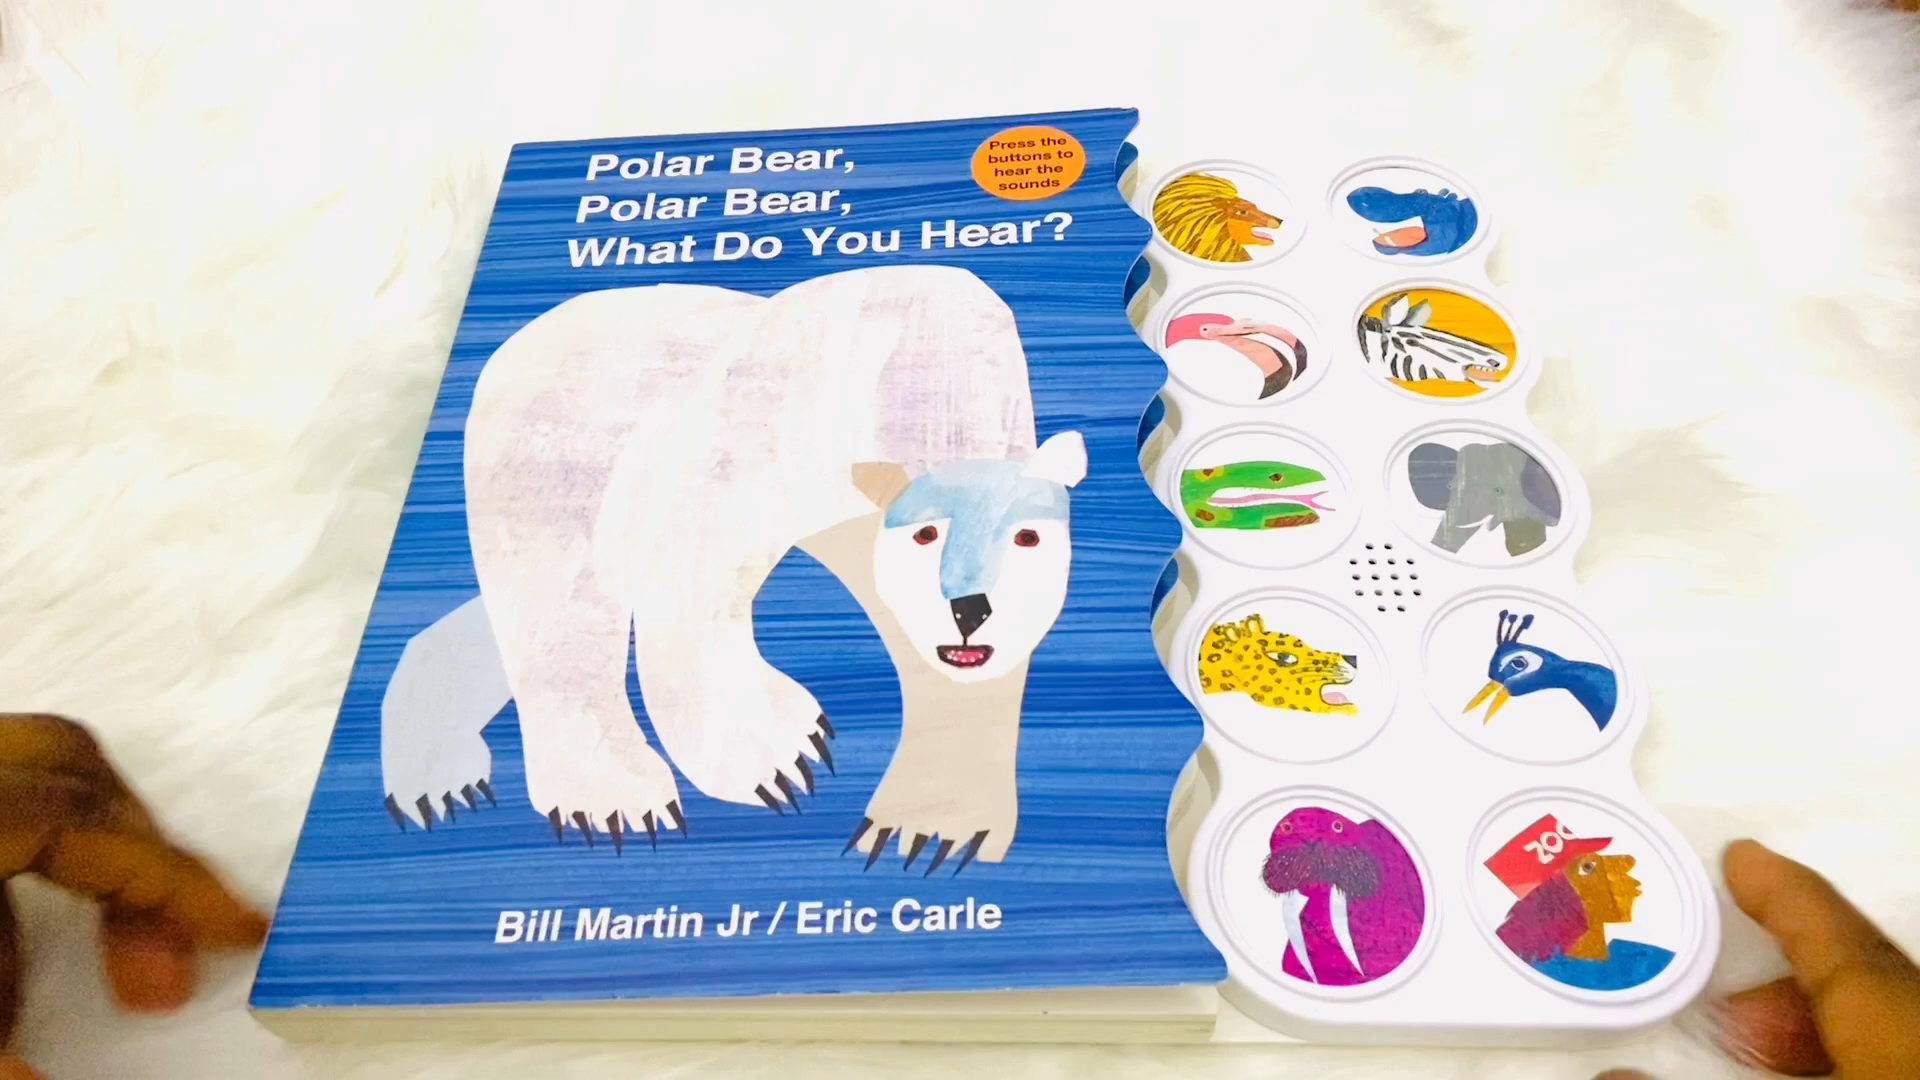 Polar Bear,
Polar Bear,
What Do You Hear?
Press the
buttons to
hear the
sounds
ZOO
Bill Martin Jr / Eric Carle